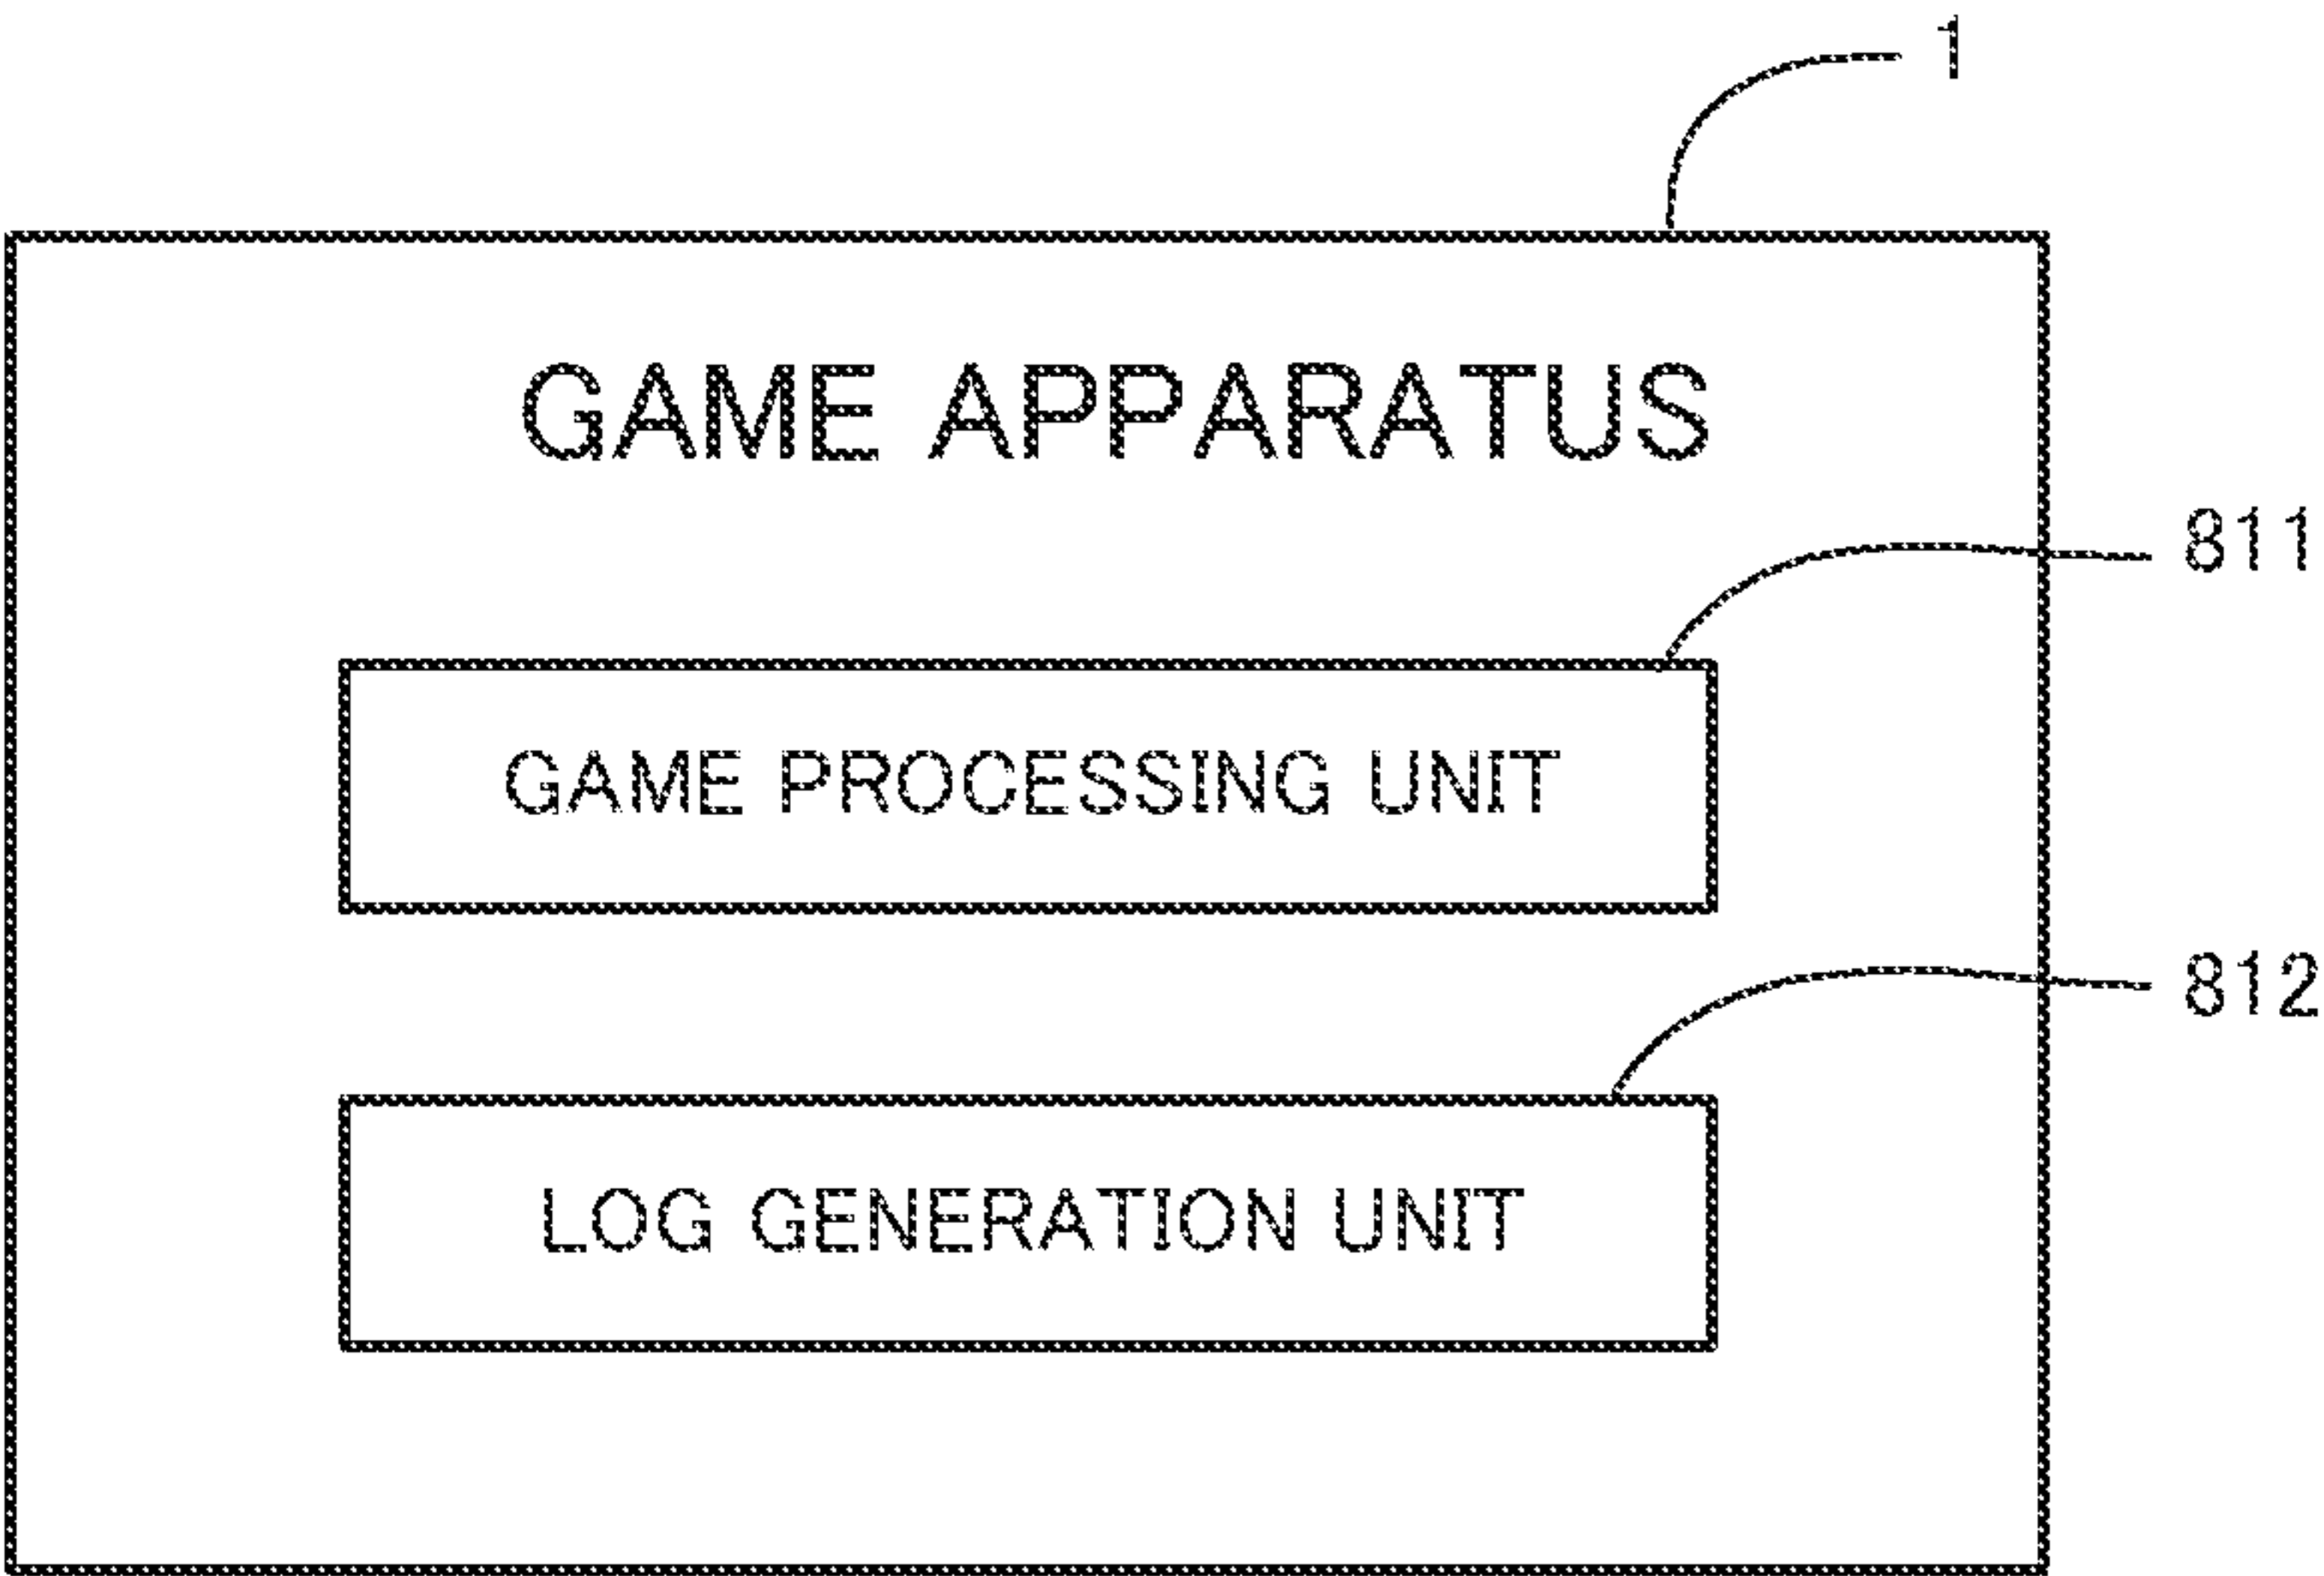 1
GAME APPARATUS
811
GAME PROCESSING UNIT
812
LOG GENERATION UNIT